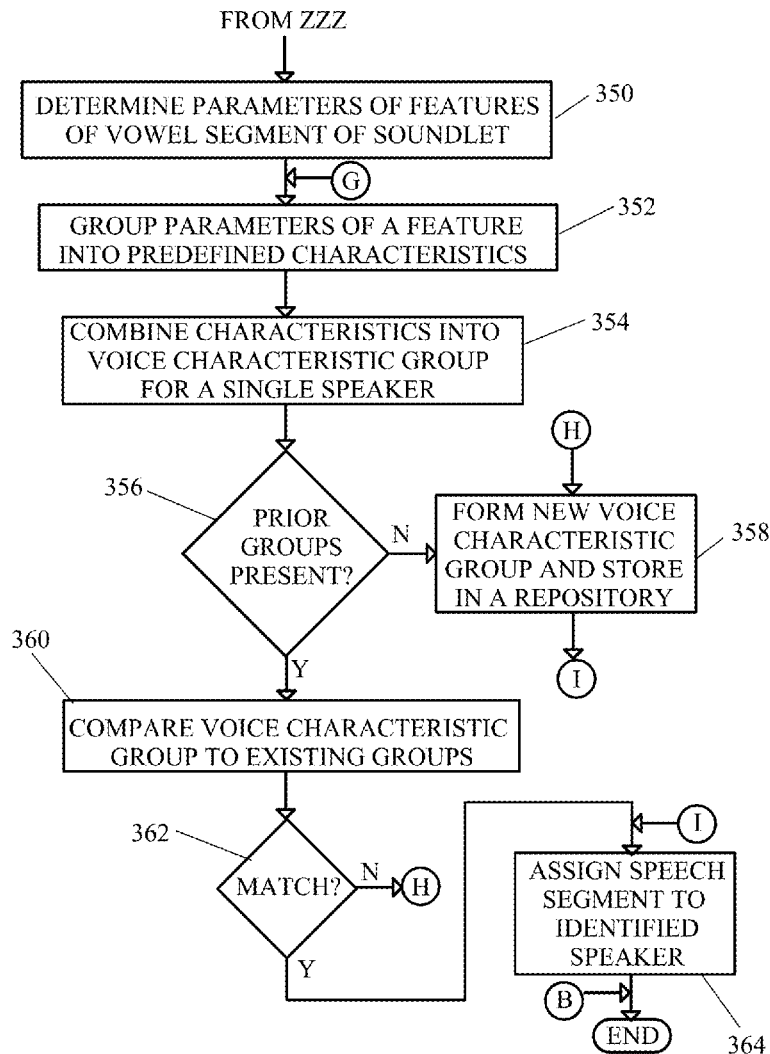 FROM ZZZ
DETERMINE PARAMETERS OF FEATURES
OF VOWEL SEGMENT OF SOUNDLET
350
G
GROUP PARAMETERS OF A FEATURE
INTO PREDEFINED CHARACTERISTICS
352
COMBINE CHARACTERISTICS INTO
VOICE CHARACTERISTIC GROUP
FOR A SINGLE SPEAKER
354
356
PRIOR
GROUPS
PRESENT?
N
Y
H
FORM NEW VOICE
CHARACTERISTIC
GROUP AND STORE
IN A REPOSITORY
358
I
360
COMPARE VOICE CHARACTERISTIC
GROUP TO EXISTING GROUPS
362
MATCH?
N
H
Y
I
ASSIGN SPEECH
SEGMENT TO
IDENTIFIED
SPEAKER
364
B
END